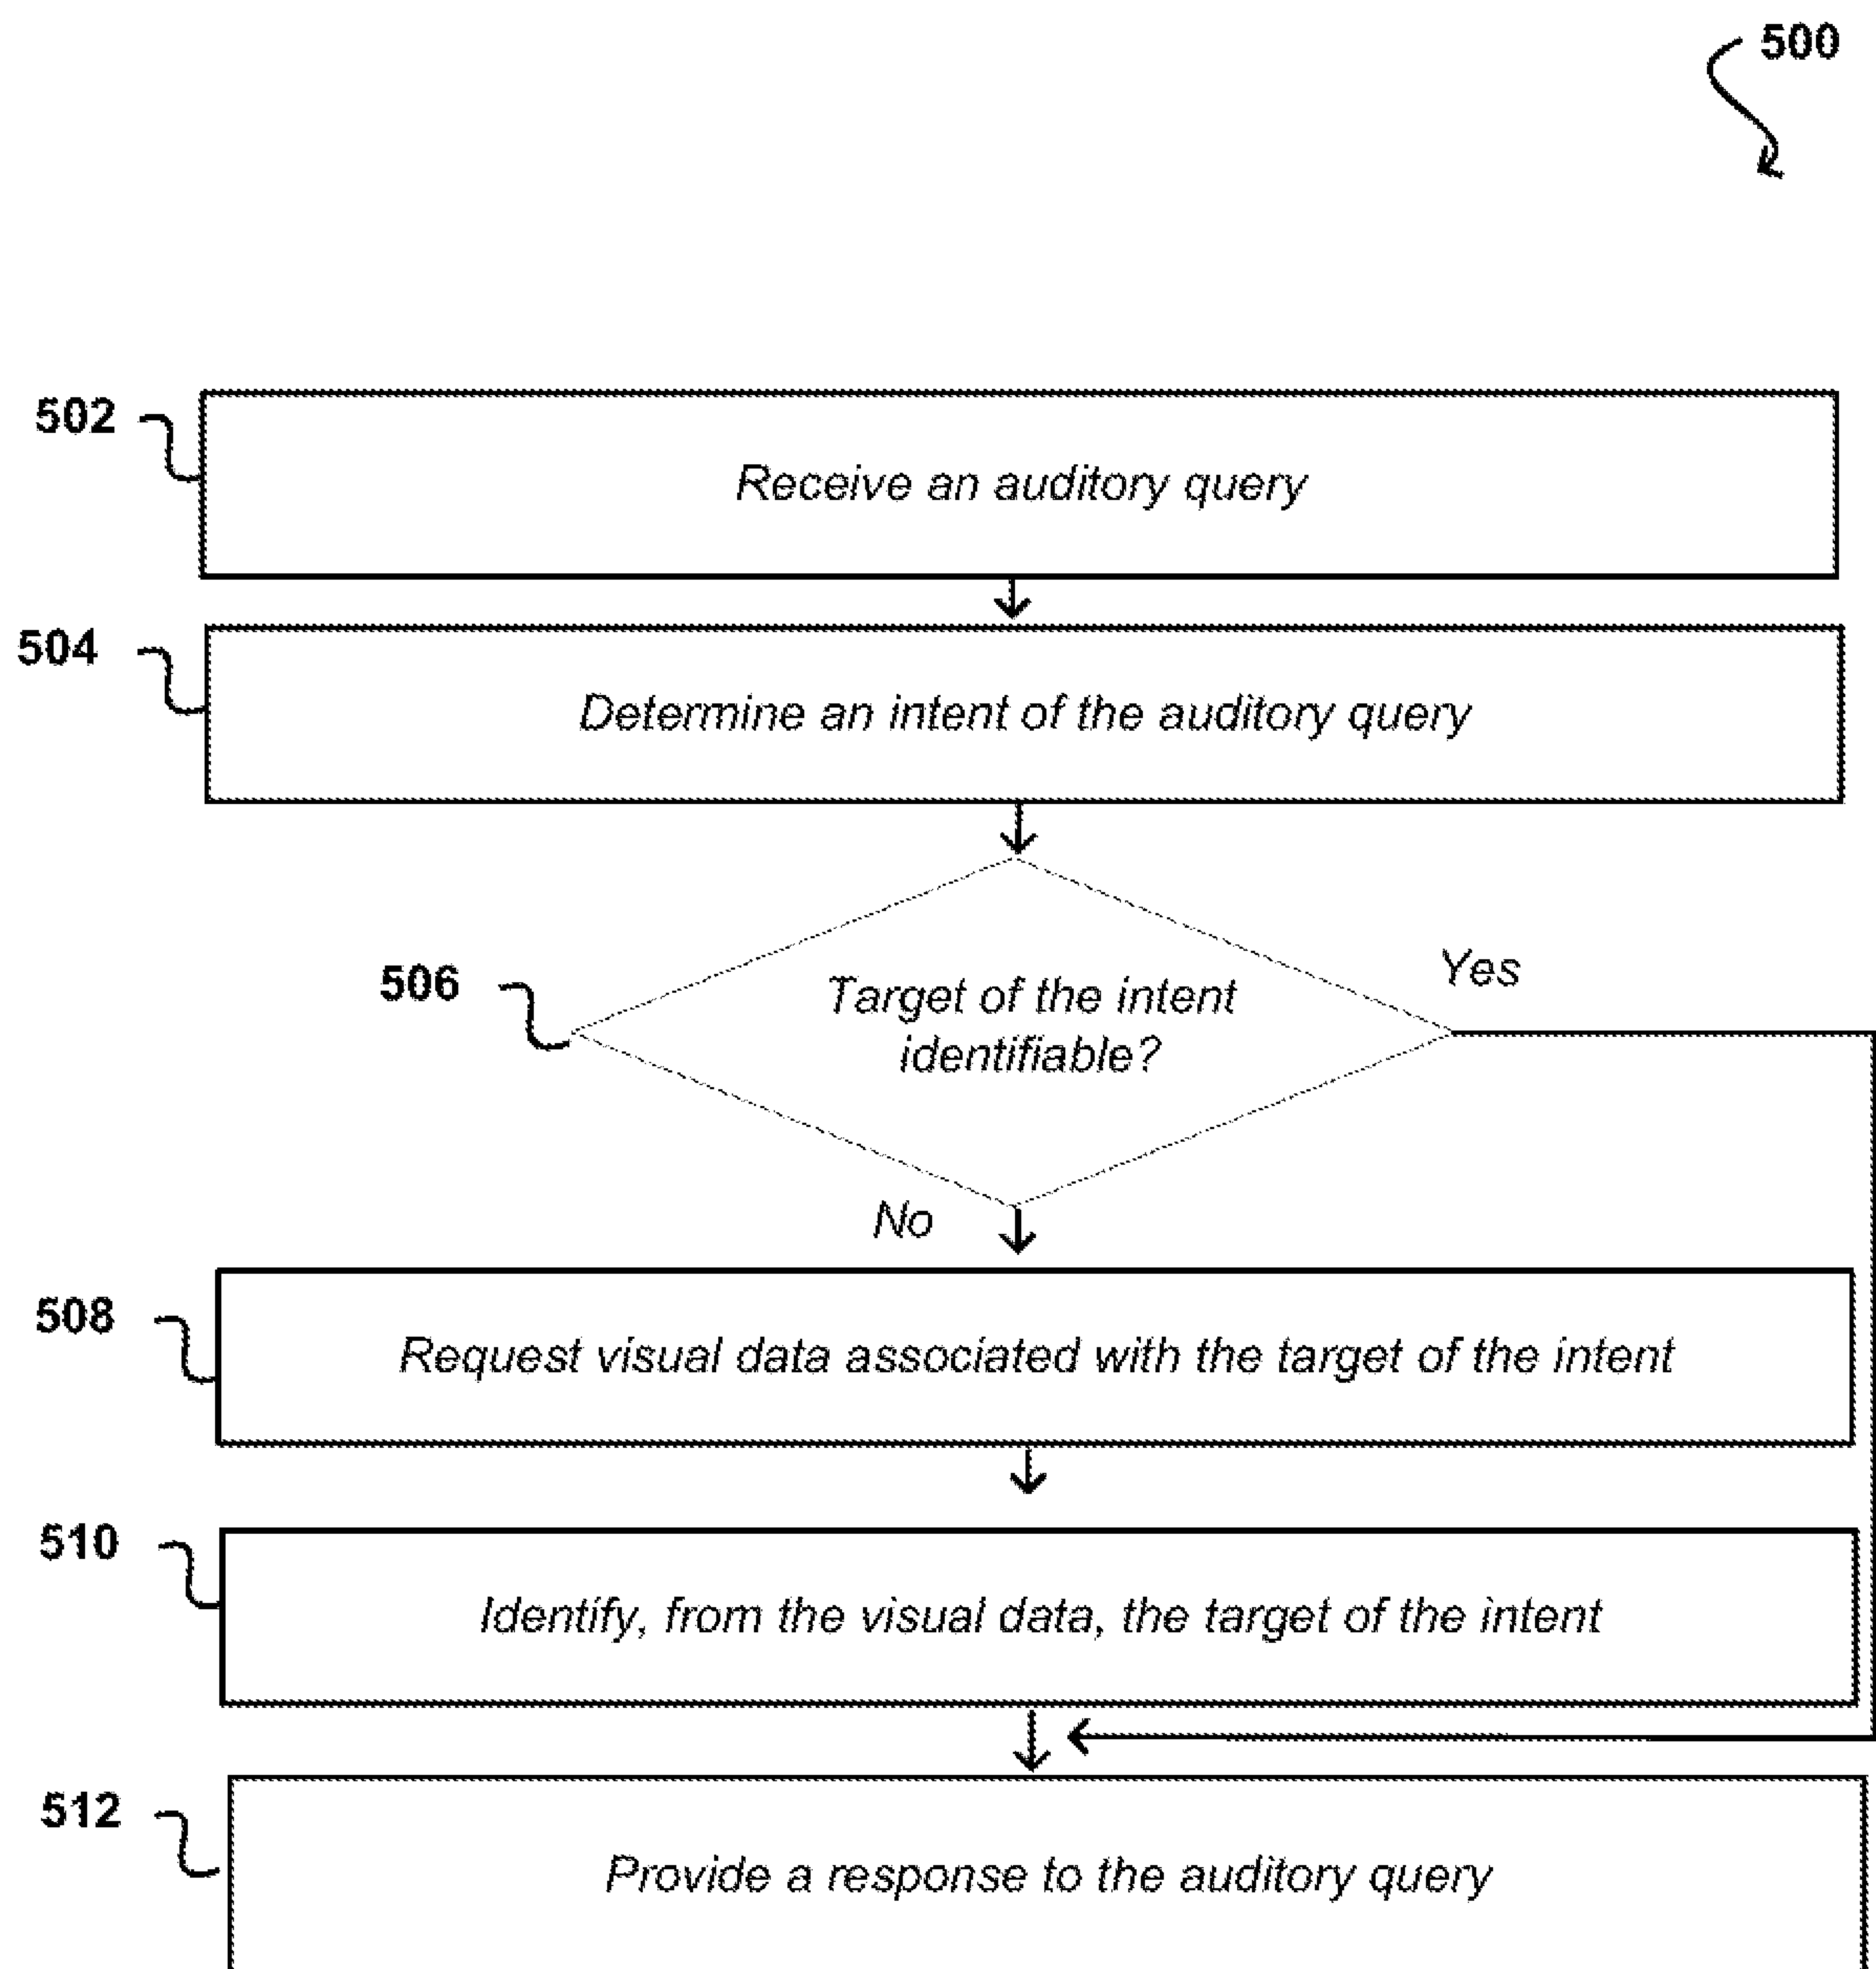 500
502
Receive an auditory query
504
Determine an intent of the auditory query
506
Target of the intent
identifiable?
Yes
No
508
Request visual data associated with the target of the intent
510
Identify, from the visual data, the target of the intent
512
Provide a response to the auditory query